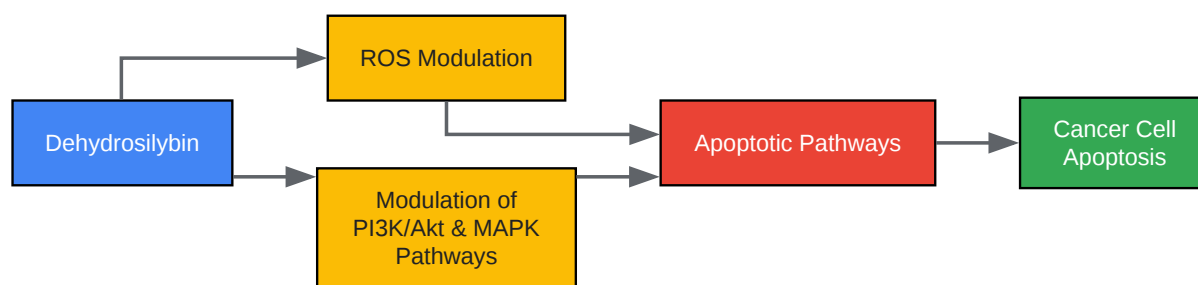 ROS Modulation
Dehydrosilybin
Apoptotic Pathways
Cancer Cell
Apoptosis
Modulation of
PI3K/Akt & MAPK
Pathways